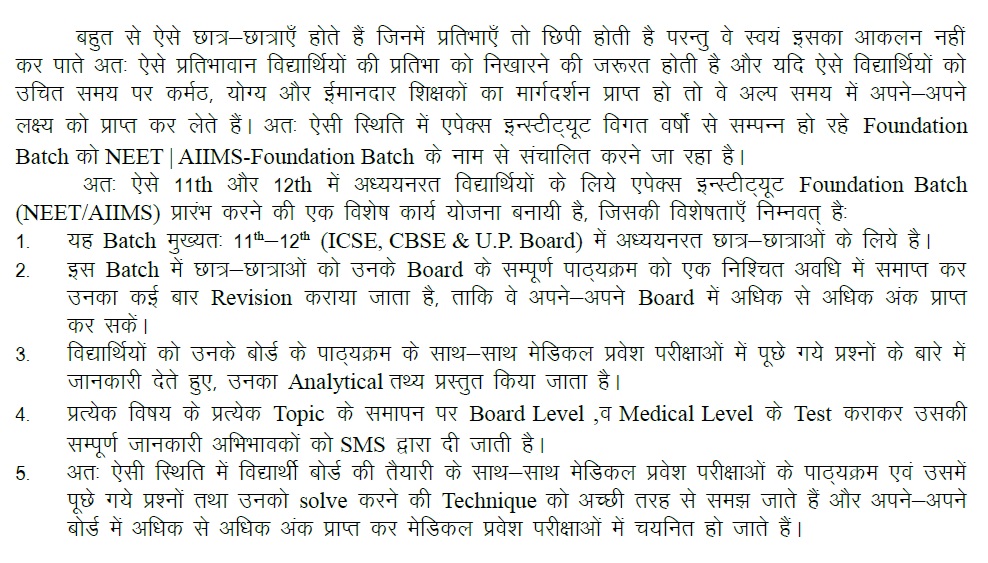 बहुत से ऐसे छात्र–छात्राएँ होते हैं जिनमें प्रतिभाएँ तो छिपी होती है परन्तु वे स्वयं इसका आकलन नहीं
कर पाते अतः ऐसे प्रतिभावान विद्यार्थियों की प्रतिभा को निखारने की जरूरत होती है और यदि ऐसे विद्यार्थियों को
उचित समय पर कर्मठ, योग्य और ईमानदार शिक्षकों का मार्गदर्शन प्राप्त हो तो वे अल्प समय में अपने–अपने
लक्ष्य को प्राप्त कर लेते हैं। अतः ऐसी स्थिति में एपेक्स इन्स्टीट्यूट विगत वर्षों से सम्पन्न हो रहे Foundation
Batch को NEET | AIIMS-Foundation Batch के नाम से संचालित करने जा रहा है।
अतः ऐसे 11th और 12th में अध्ययनरत विद्यार्थियों के लिये एपेक्स इन्स्टीट्यूट Foundation Batch
(NEET/AIIMS) प्रारंभ करने की एक विशेष कार्य योजना बनायी है, जिसकी विशेषताएँ निम्नवत् हैः
1. यह Batch मुख्यतः 11th–12th (ICSE, CBSE & U.P. Board) में अध्ययनरत छात्र–छात्राओं के लिये है।
2. इस Batch में छात्र–छात्राओं को उनके Board के सम्पूर्ण पाठ्यक्रम को एक निश्चित अवधि में समाप्त कर
उनका कई बार Revision कराया जाता है, ताकि वे अपने–अपने Board में अधिक से अधिक अंक प्राप्त
कर सकें।
3. विद्यार्थियों को उनके बोर्ड के पाठ्यक्रम के साथ–साथ मेडिकल प्रवेश परीक्षाओं में पूछे गये प्रश्नों के बारे में
जानकारी देते हुए, उनका Analytical तथ्य प्रस्तुत किया जाता है।
4. प्रत्येक विषय के प्रत्येक Topic के समापन पर Board Level ,व Medical Level के Test कराकर उसकी
सम्पूर्ण जानकारी अभिभावकों को SMS द्वारा दी जाती है।
5. अतः ऐसी स्थिति में विद्यार्थी बोर्ड की तैयारी के साथ–साथ मेडिकल प्रवेश परीक्षाओं के पाठ्यक्रम एवं उसमें
पूछे गये प्रश्नों तथा उनको solve करने की Technique को अच्छी तरह से समझ जाते हैं और अपने–अपने
बोर्ड में अधिक से अधिक अंक प्राप्त कर मेडिकल प्रवेश परीक्षाओं में चयनित हो जाते हैं।